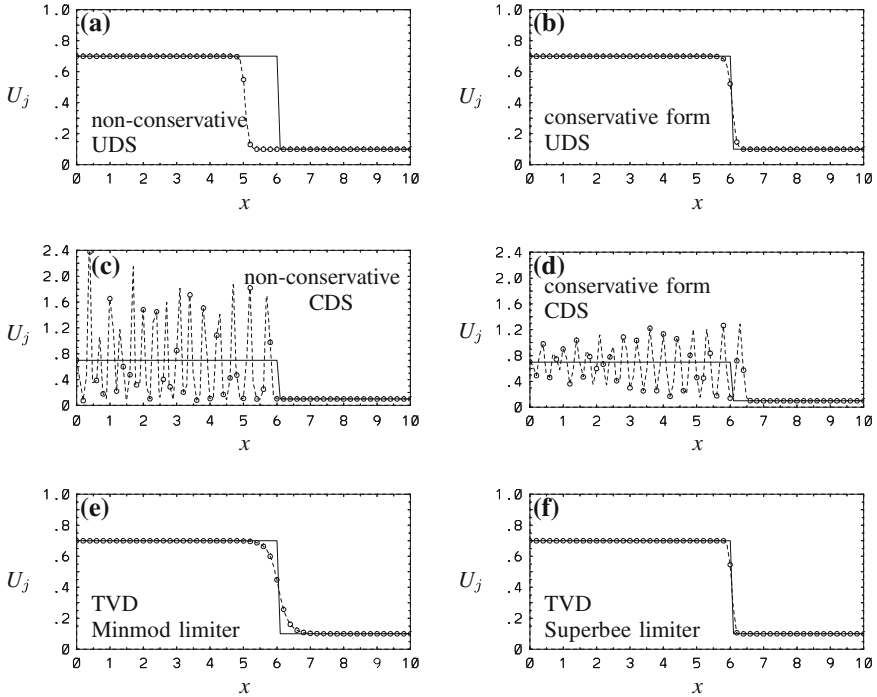 (a)
1.0
.8
.6
.4
.2
0
U_j
non-conservative
UDS
0 1 2 3 4 5 6 7 8 9 10
x
(b)
1.0
.8
.6
.4
.2
0
U_j
conservative form
UDS
0 1 2 3 4 5 6 7 8 9 10
x
(c)
2.4
2.0
1.6
1.2
.8
.4
0
U_j
non-conservative
CDS
0 1 2 3 4 5 6 7 8 9 10
x
(d)
2.4
2.0
1.6
1.2
.8
.4
0
U_j
conservative form
CDS
0 1 2 3 4 5 6 7 8 9 10
x
(e)
1.0
.8
.6
.4
.2
0
U_j
TVD
Minmod limiter
0 1 2 3 4 5 6 7 8 9 10
x
(f)
1.0
.8
.6
.4
.2
0
U_j
TVD
Superbee limiter
0 1 2 3 4 5 6 7 8 9 10
x